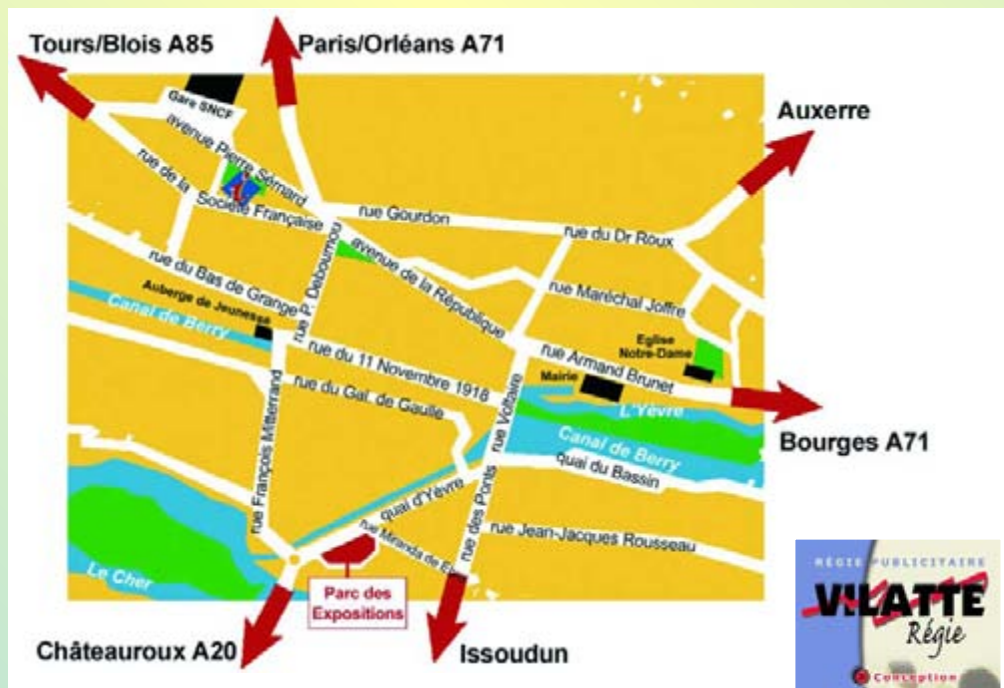 Tours/Blois A85
Paris/Orléans A71
Auxerre
Gare SNCF
avenue Pierre Sémard
rue de la
Société Française
rue Gourdon
rue du Dr Roux
rue P. Debournou
avenue de la République
rue du Bas de Grange
rue Maréchal Joffre
Auberge de Jeunesse
Canal de Berry
Eglise
Notre-Dame
rue Armand Brunet
Mairie
rue du 11 Novembre 1918
rue du Gal. de Gaulle
rue Voltaire
L'Yèvre
Canal de Berry
Bourges A71
rue François Mitterrand
quai du Bassin
quai d'Yèvre
rue des Ponts
rue Miranda de
rue Jean-Jacques Rousseau
Le Cher
Parc des
Expositions
Châteauroux A20
Issoudun
RÉGIE PUBLICITAIRE
VILATTE
Régie
Conception